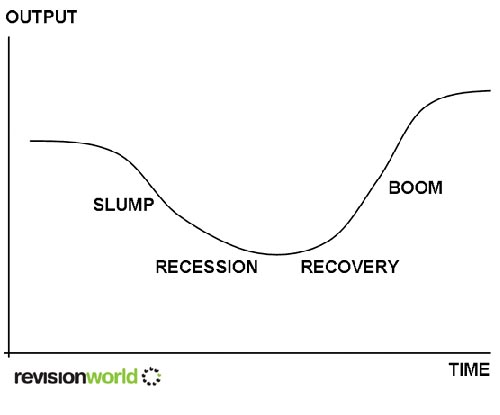 OUTPUT
SLUMP
BOOM
RECESSION
RECOVERY
TIME
revisionworld